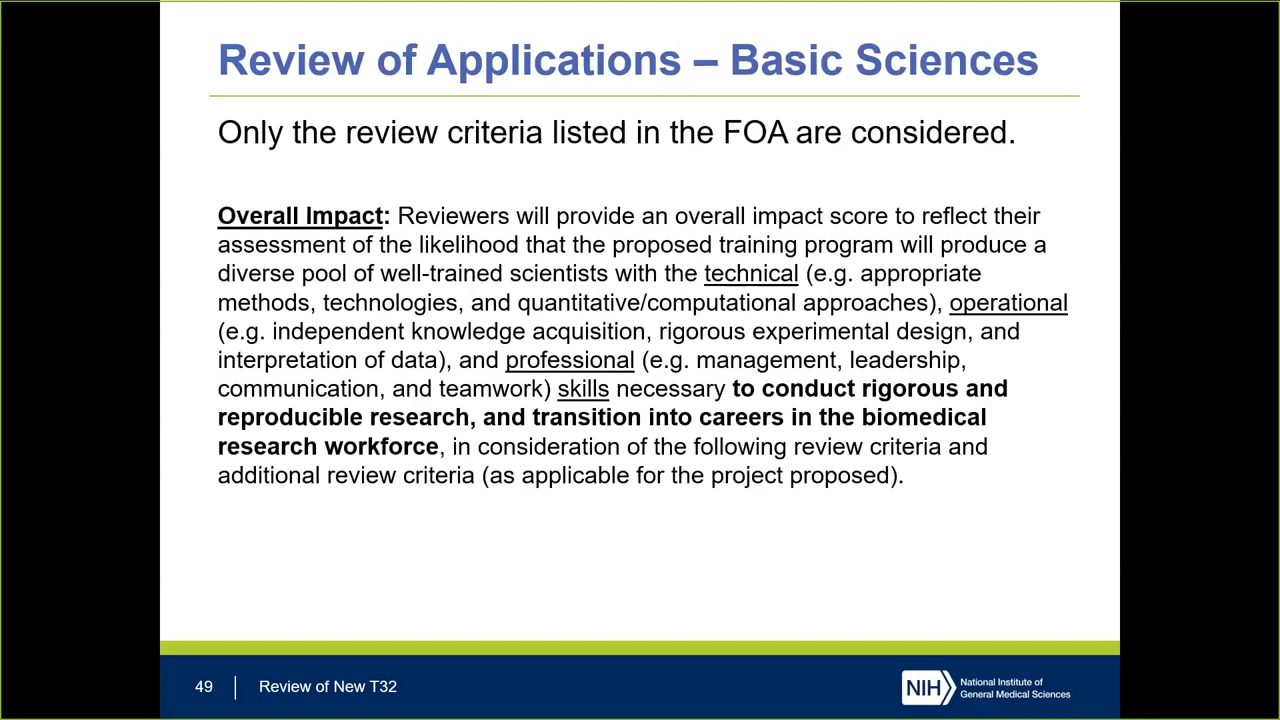 Review of Applications – Basic Sciences
Only the review criteria listed in the FOA are considered.
Overall Impact: Reviewers will provide an overall impact score to reflect their
assessment of the likelihood that the proposed training program will produce a
diverse pool of well-trained scientists with the technical (e.g. appropriate
methods, technologies, and quantitative/computational approaches), operational
(e.g. independent knowledge acquisition, rigorous experimental design, and
interpretation of data), and professional (e.g. management, leadership,
communication, and teamwork) skills necessary to conduct rigorous and
reproducible research, and transition into careers in the biomedical
research workforce, in consideration of the following review criteria and
additional review criteria (as applicable for the project proposed).
49
Review of New T32
NIH
National Institute of
General Medical Sciences